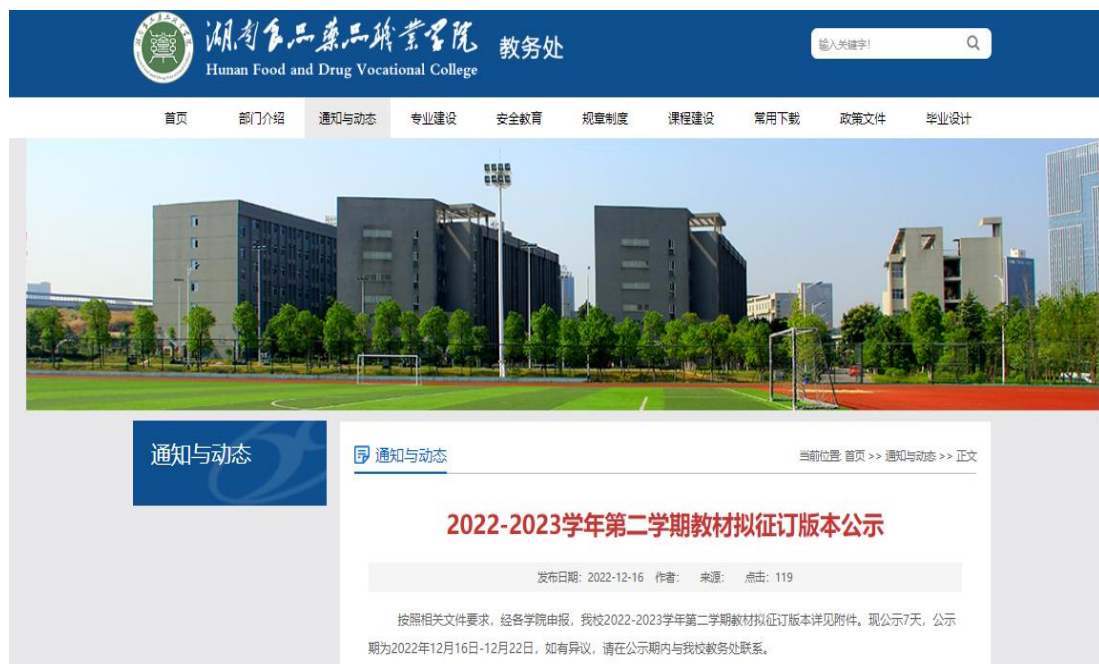 湖南食品药品职业学院 教务处
Hunan Food and Drug Vocational College
输入关键字!
首页 部门介绍 通知与动态 专业建设 安全教育 规章制度 课程建设 常用下载 政策文件 毕业设计
通知与动态
通知与动态 当前位置: 首页 >> 通知与动态 >> 正文
2022-2023学年第二学期教材拟征订版本公示
发布日期: 2022-12-16 作者: 来源: 点击: 119
按照相关文件要求，经各学院申报，我校2022-2023学年第二学期教材拟征订版本详见附件。现公示7天，公示
期为2022年12月16日-12月22日，如有异议，请在公示期内与我校教务处联系。